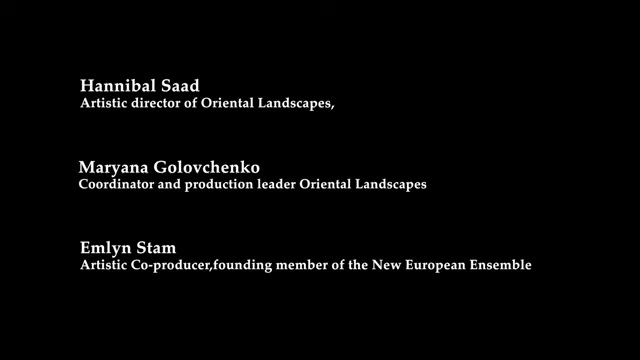 Hannibal Saad
Artistic director of Oriental Landscapes,
Maryana Golovchenko
Coordinator and production leader Oriental Landscapes
Emlyn Stam
Artistic Co-producer,founding member of the New European Ensemble